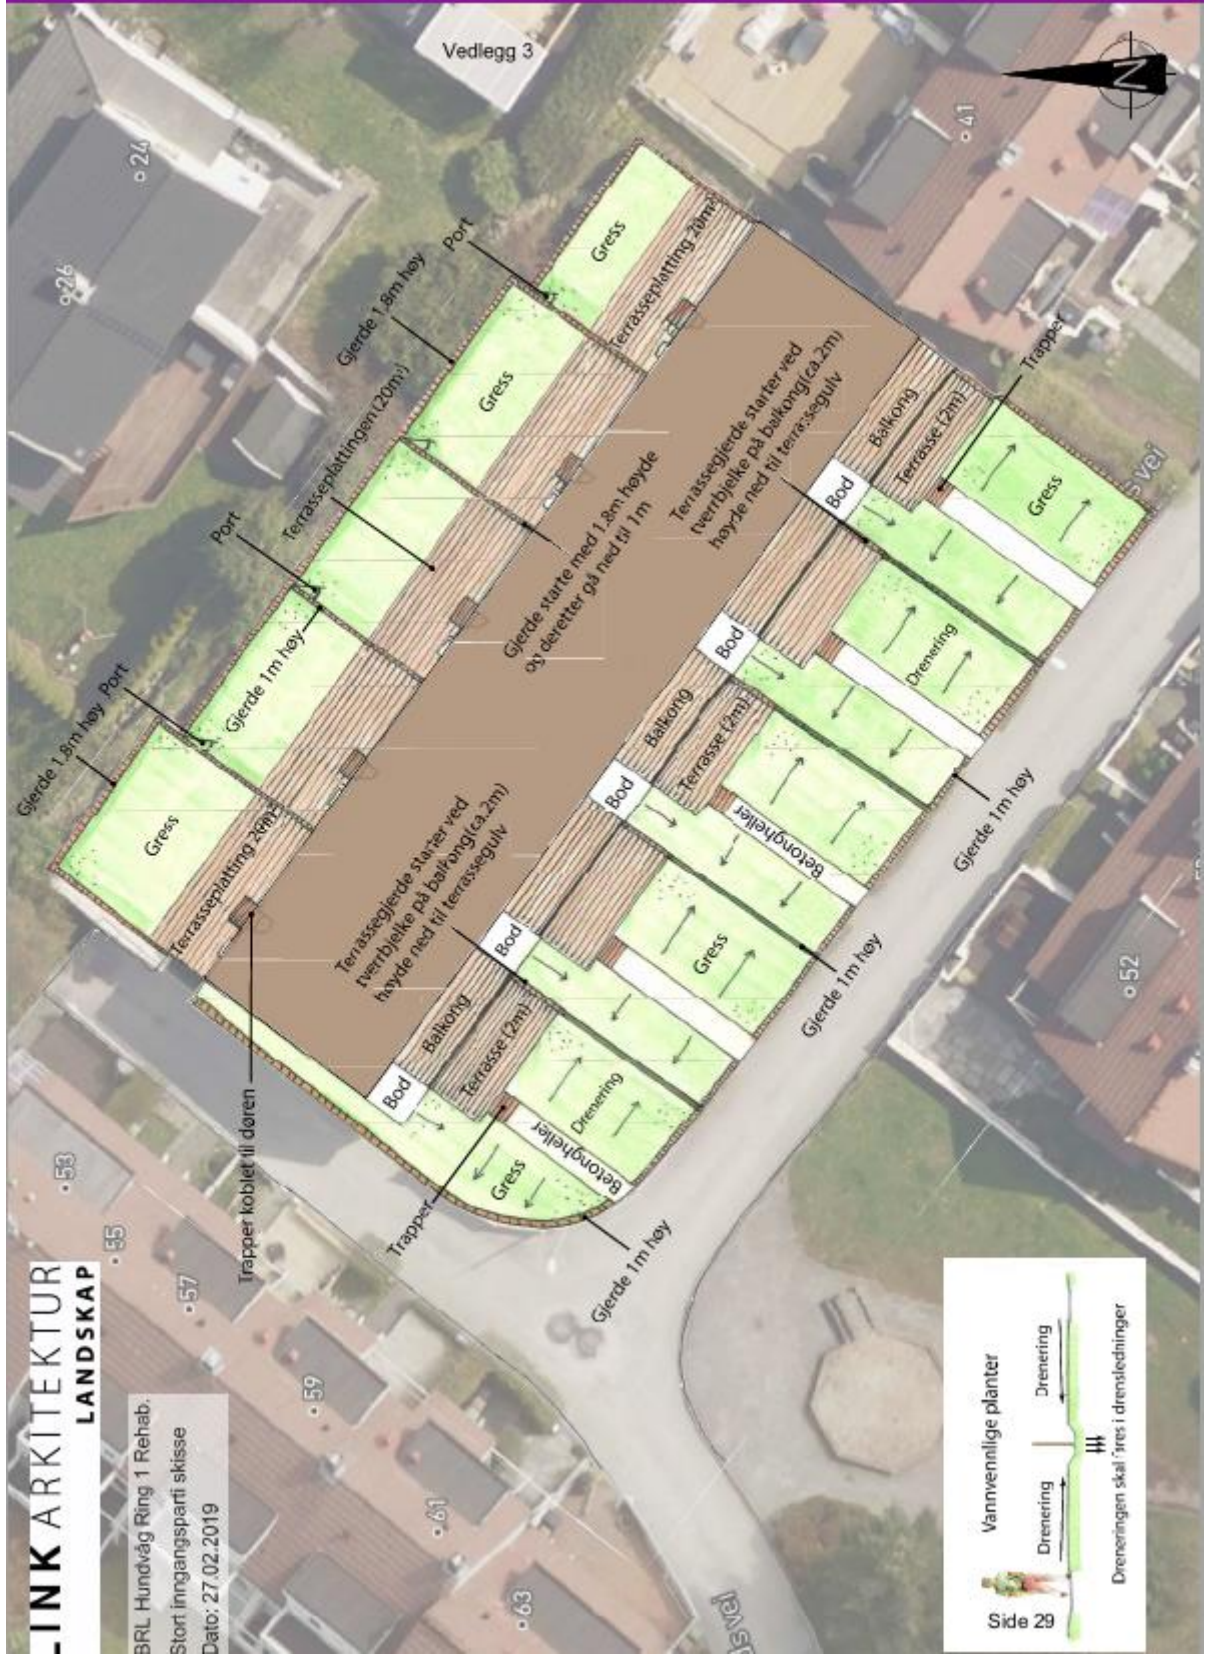 Vedlegg 3
N
24
26
41
Gress
Terrasseplatting 20m²
Port
Gjerde 1,8m høy
Gress
Terrasseplattingen(20m²)
Port
Gjerde 1m høy
Port
Gjerde 1,8m høy
Gress
Terrasseplatting 20m²
Trapper koblet til døren
Gjerde starte med 1,8m høyde
og deretter gå ned til 1m
Terrassegjerde starter ved
tverrbjelke på balkong(ca.2m)
høyde ned til terrassegulv
Terrassegjerde starter ved
tverrbjelke på balkong(ca.2m)
høyde ned til terrassegulv
Balkong
Terrasse (2m)
Trapper
Bod
Gress
s vei
Bod
Drenering
Balkong
Terrasse (2m)
Bod
Betongheller
Gjerde 1m høy
Bod
Gress
Gjerde 1m høy
Balkong
Terrasse (2m)
Bod
Drenering
Betongheller
Gress
Trapper
Gjerde 1m høy
52
53
55
57
59
61
63
LINK ARKITEKTUR
LANDSKAP
BRL Hundvåg Ring 1 Rehab.
Stort inngangsparti skisse
Dato: 27.02.2019
Vannvennlige planter
Drenering
Drenering
Side 29
Dreneringen skal føres i drensledninger